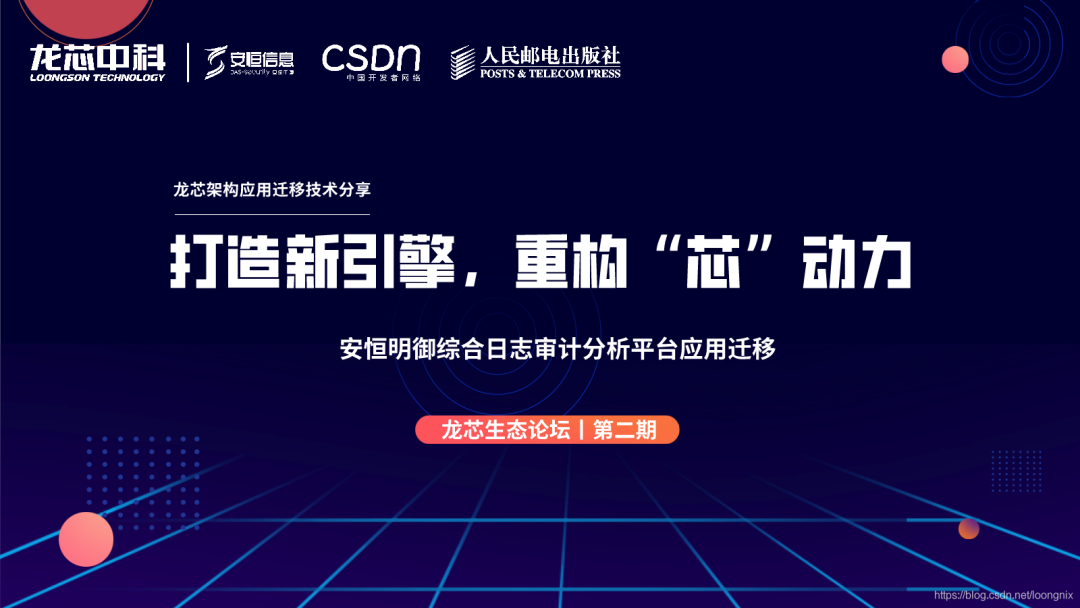 龙芯中科
LOONGSON TECHNOLOGY
安恒信息
DAS-security
CSDN
中国开发者网络
人民邮电出版社
POSTS & TELECOM PRESS
龙芯架构应用迁移技术分享
打造新引擎，重构“芯”动力
安恒明御综合日志审计分析平台应用迁移
龙芯生态论坛丨第二期
https://blog.csdn.net/loongnix